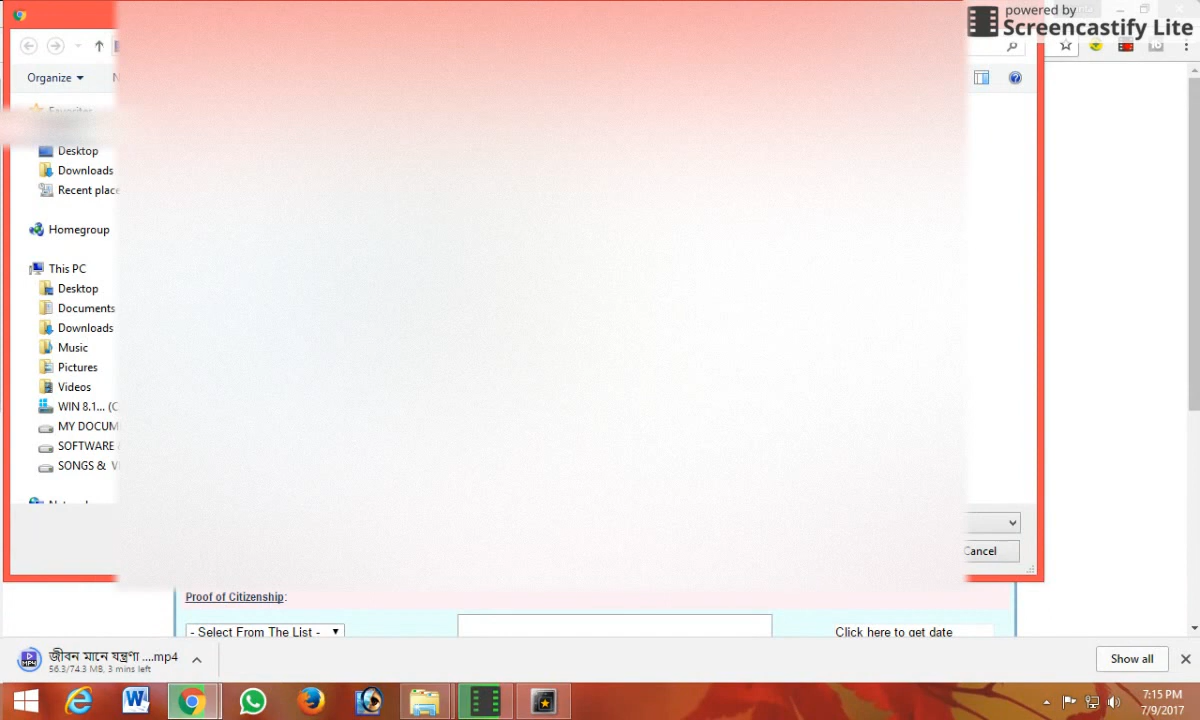 powered by
Screencastify Lite
Organize
Desktop
Downloads
Recent place
Homegroup
This PC
Desktop
Documents
Downloads
Music
Pictures
Videos
WIN 8.1... (C
MY DOCUM
SOFTWARE
SONGS & V
Cancel
Proof of Citizenship:
- Select From The List -
Click here to get date
জীবন মানে যন্ত্রণা ....mp4
56.3/74.3 MB, 3 mins left
Show all
7:15 PM
7/9/2017